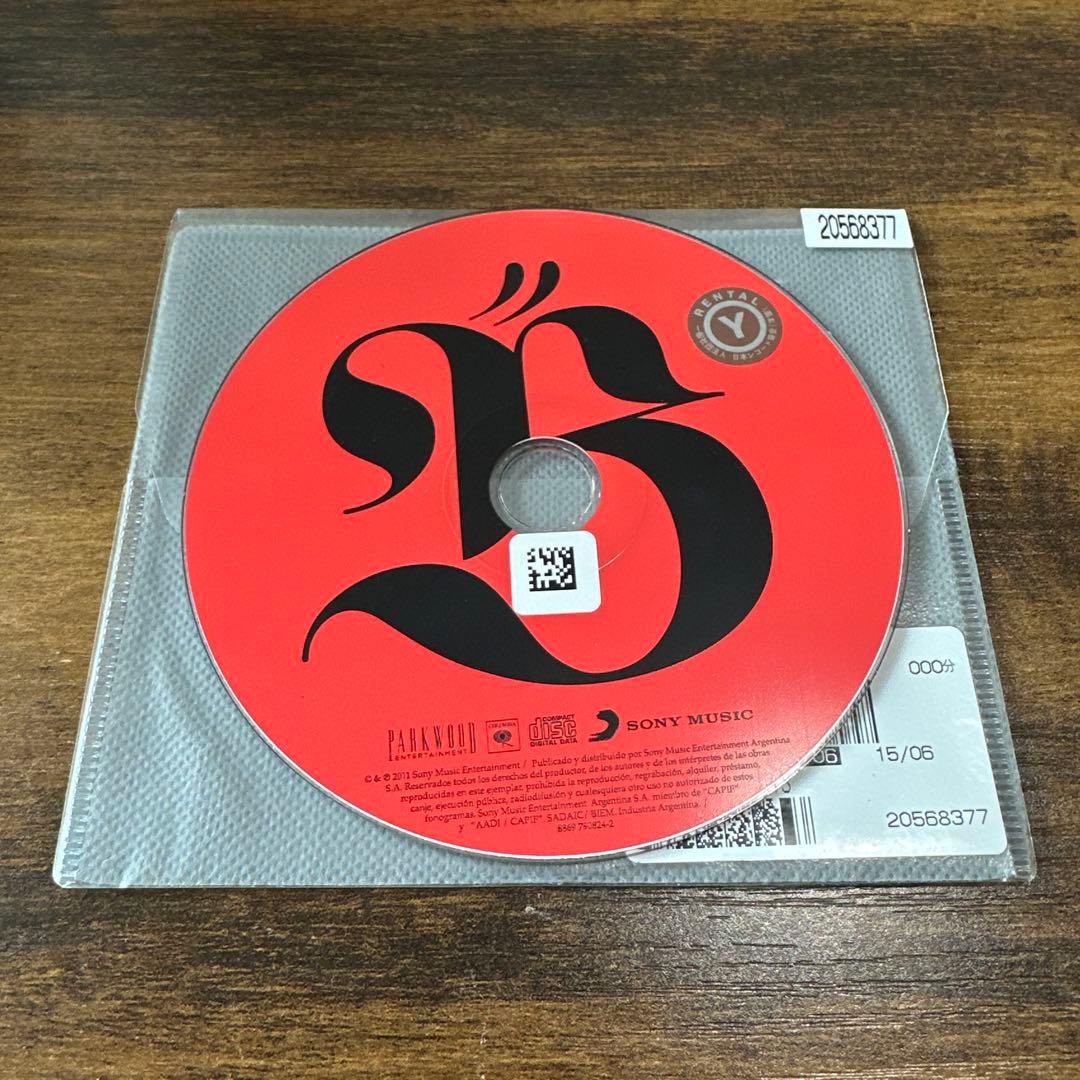 20568377
RENTAL
Y
B
PARKWOOD
ENTERTAINMENT
COLUMBIA
COMPACT
disc
DIGITAL DATA
SONY MUSIC
© & ℗ 2011 Sony Music Entertainment / Publicado y distribuido por Sony Music Entertainment Argentina
S.A. Reservados todos los derechos del productor, de los autores y de los intérpretes de las obras
reproducidas en este ejemplar, prohibida la reproducción, regrabación, alquiler, préstamo,
canje, ejecución pública, radiodifusión y cualesquiera otro uso no autorizado de estos
fonogramas. Sony Music Entertainment Argentina S.A. miembro de "CAPIF"
y "AADI / CAPIF" SADAIC / BIEM. Industria Argentina. /
8869 790824-2
000分
06
15/06
20568377